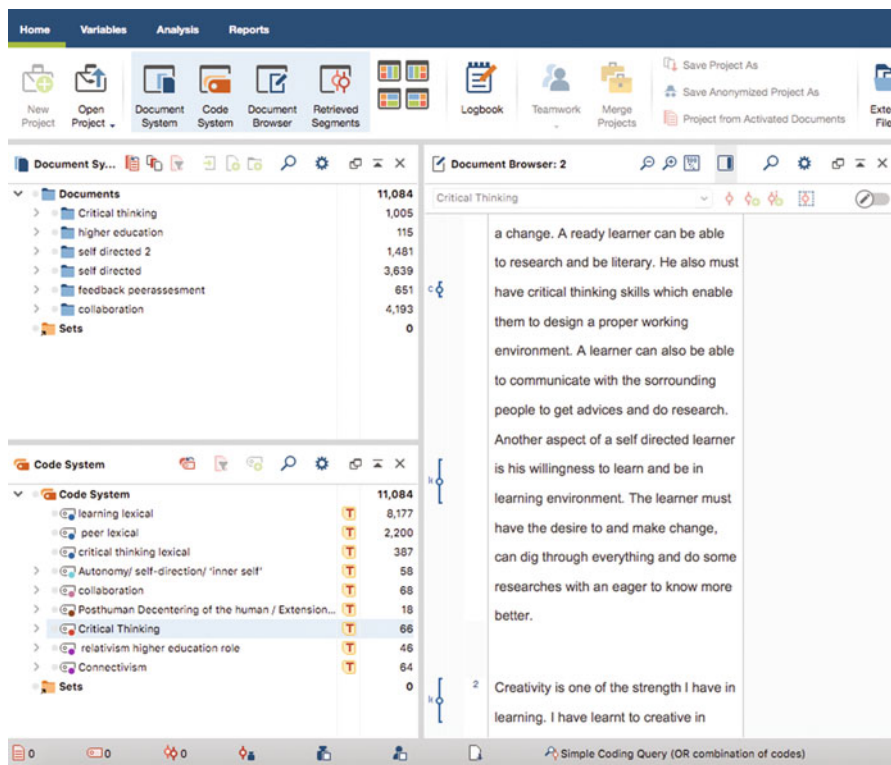 Home Variables Analysis Reports
New Project
Open Project
Document System
Code System
Document Browser
Retrieved Segments
Logbook
Teamwork
Merge Projects
Save Project As
Save Anonymized Project As
Project from Activated Documents
Exte
File
Document Sy...
Documents 11,084
Critical thinking 1,005
higher education 115
self directed 2 1,481
self directed 3,639
feedback peerassesment 651
collaboration 4,193
Sets 0
Code System
Code System 11,084
learning lexical T 8,177
peer lexical T 2,200
critical thinking lexical T 387
Autonomy/ self-direction/ 'inner self' T 58
collaboration T 68
Posthuman Decentering of the human / Extension... T 18
Critical Thinking T 66
relativism higher education role T 46
Connectivism T 64
Sets 0
Document Browser: 2
Critical Thinking
a change. A ready learner can be able
to research and be literary. He also must
c have critical thinking skills which enable
them to design a proper working
environment. A learner can also be able
to communicate with the sorrounding
people to get advices and do research.
Another aspect of a self directed learner
is his willingness to learn and be in
learning environment. The learner must
have the desire to and make change,
can dig through everything and do some
researches with an eager to know more
better.
2 Creativity is one of the strength I have in
learning. I have learnt to creative in
0 0 0
Simple Coding Query (OR combination of codes)